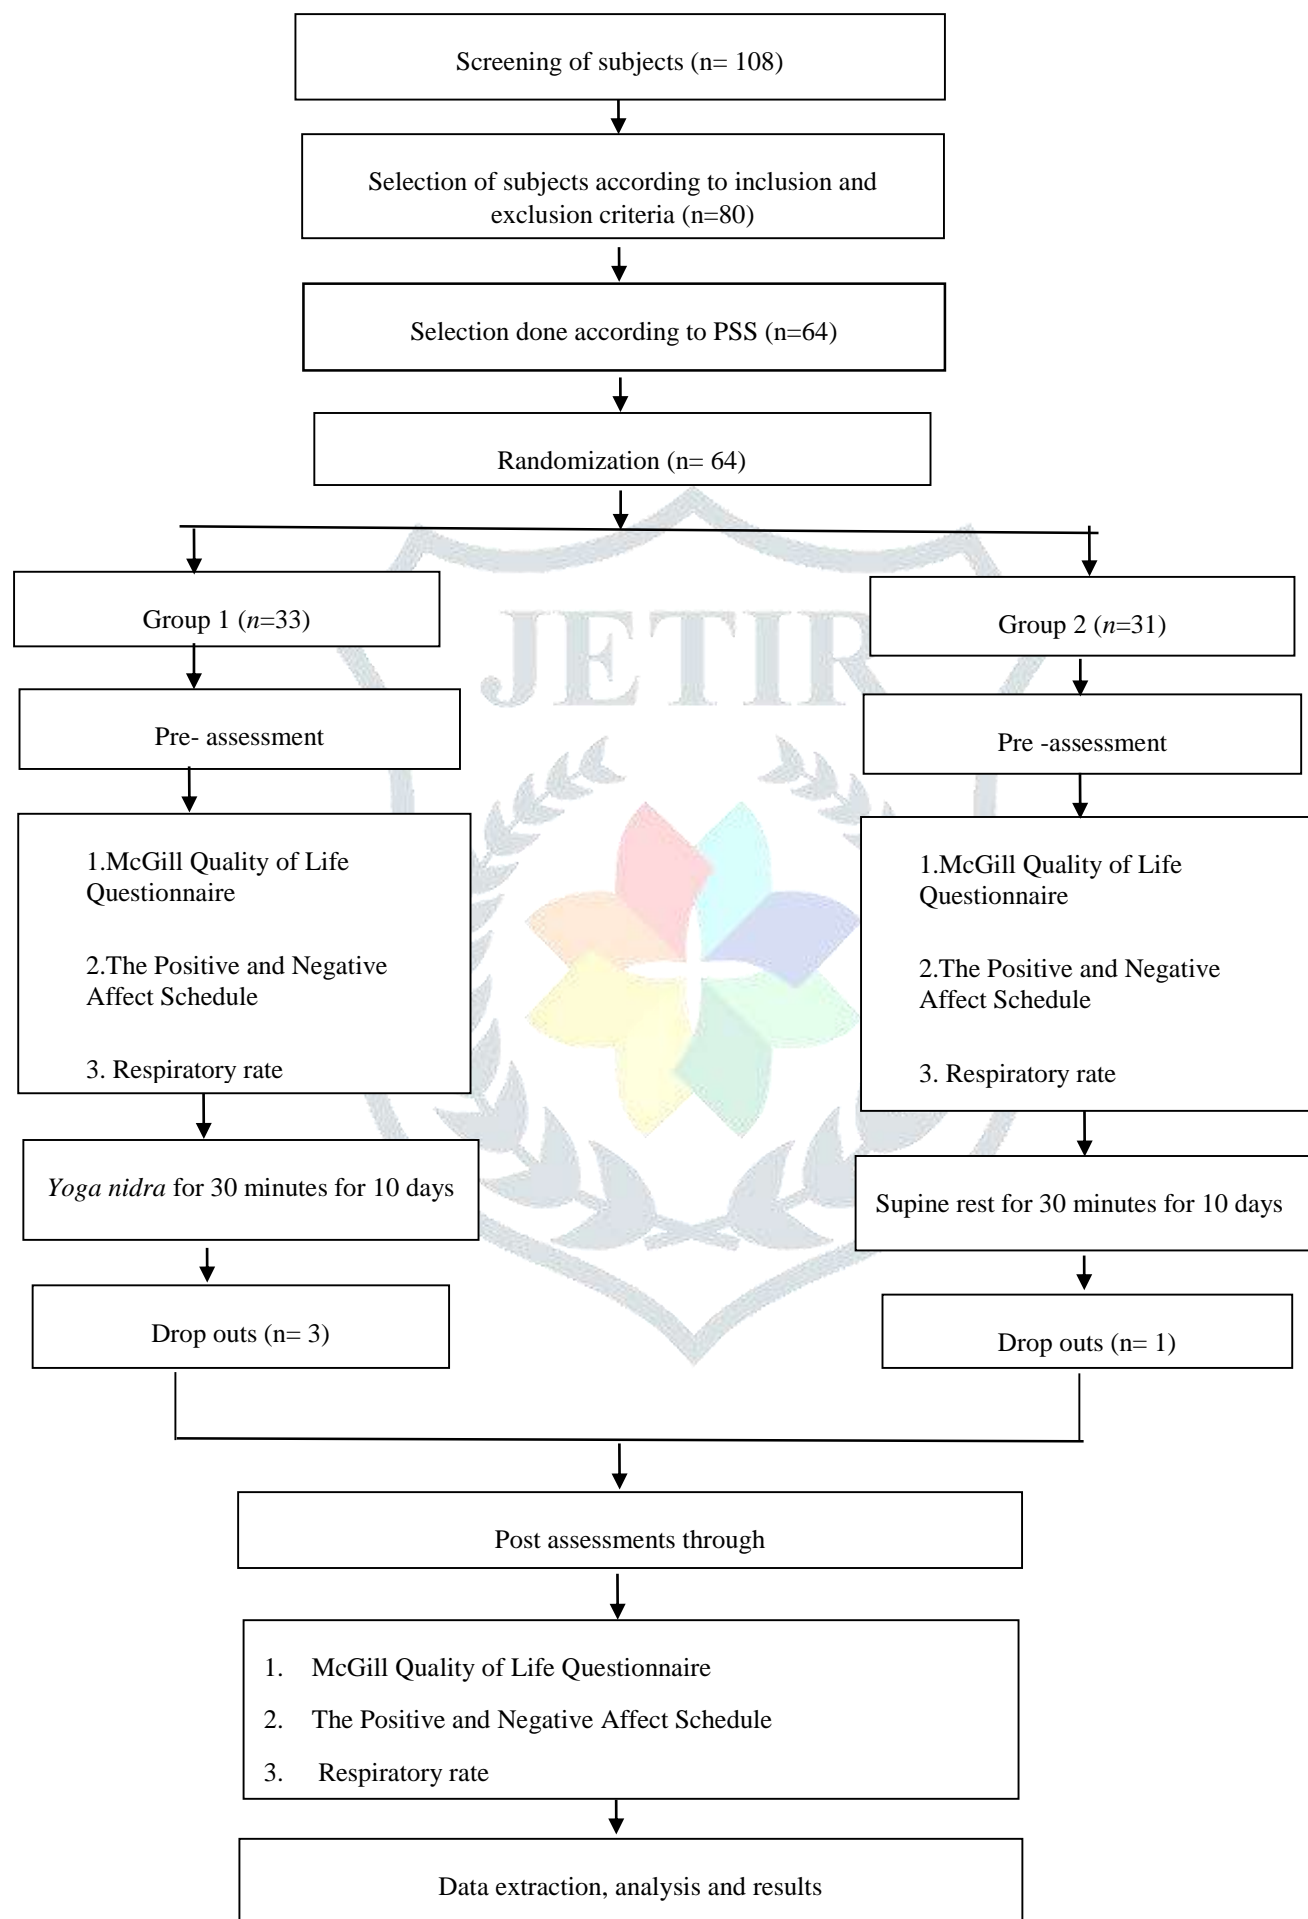 Screening of subjects (n= 108)
Selection of subjects according to inclusion and
exclusion criteria (n=80)
Selection done according to PSS (n=64)
Randomization (n= 64)
JETIR
Group 1 (n=33)
Group 2 (n=31)
Pre- assessment
Pre -assessment
1.McGill Quality of Life
Questionnaire
2.The Positive and Negative
Affect Schedule
3. Respiratory rate
1.McGill Quality of Life
Questionnaire
2.The Positive and Negative
Affect Schedule
3. Respiratory rate
Yoga nidra for 30 minutes for 10 days
Supine rest for 30 minutes for 10 days
Drop outs (n= 3)
Drop outs (n= 1)
Post assessments through
1. McGill Quality of Life Questionnaire
2. The Positive and Negative Affect Schedule
3. Respiratory rate
Data extraction, analysis and results